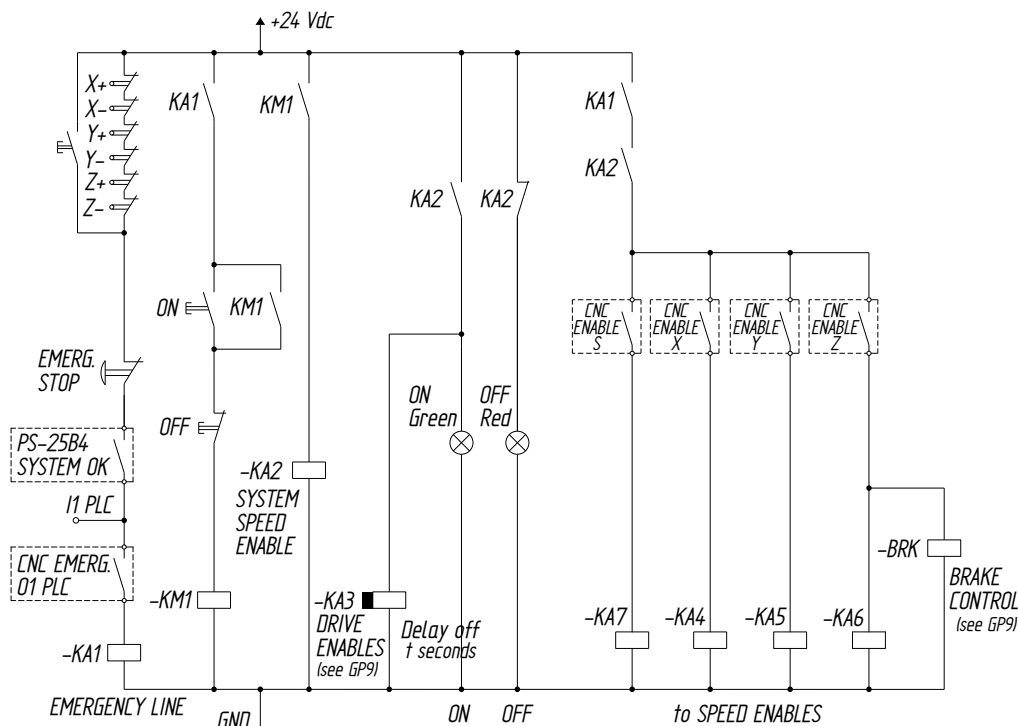 +24 Vdc
X+
X-
Y+
Y-
Z+
Z-
KA1
KM1
KA1
KA2
KA2
KA2
ON
KM1
CNC
ENABLE
S
CNC
ENABLE
X
CNC
ENABLE
Y
CNC
ENABLE
Z
EMERG.
STOP
ON
Green
OFF
Red
OFF
PS-25B4
SYSTEM OK
-KA2
SYSTEM
SPEED
ENABLE
I1 PLC
CNC EMERG.
O1 PLC
-BRK
BRAKE
CONTROL
(see GP9)
-KM1
-KA3
DRIVE
ENABLES
(see GP9)
Delay off
t seconds
-KA7
-KA4
-KA5
-KA6
-KA1
EMERGENCY LINE
GND
ON
OFF
to SPEED ENABLES